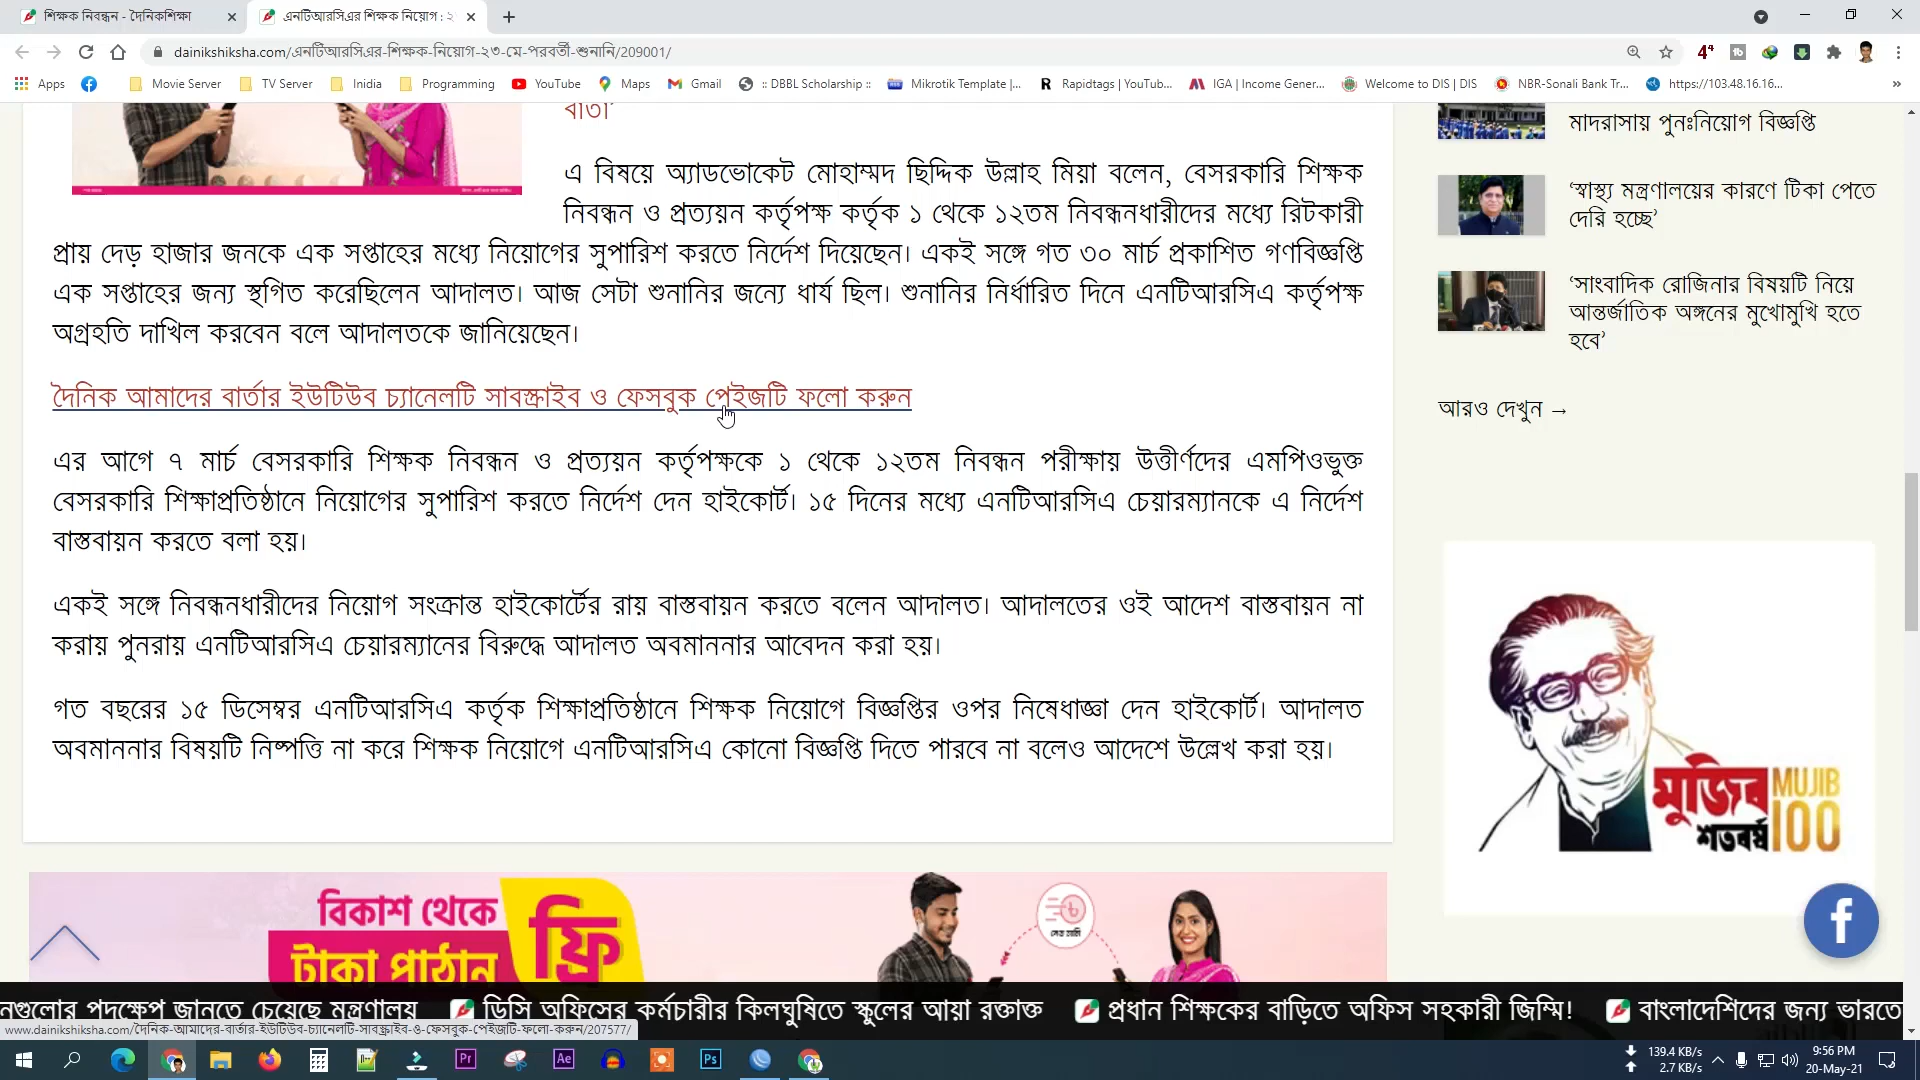 শিক্ষক নিবন্ধন - দৈনিকশিক্ষা
এনটিআরসিএর শিক্ষক নিয়োগ : ২
dainikshiksha.com/এনটিআরসিএর-শিক্ষক-নিয়োগ-২৩-মে-পরবর্তী-শুনানি/209001/
Apps Movie Server TV Server Inidia Programming YouTube Maps Gmail :: DBBL Scholarship :: Mikrotik Template |... Rapidtags | YouTub... IGA | Income Gener... Welcome to DIS | DIS NBR-Sonali Bank Tr... https://103.48.16.16... »
বার্তা’
এ বিষয়ে অ্যাডভোকেট মোহাম্মদ ছিদ্দিক উল্লাহ মিয়া বলেন, বেসরকারি শিক্ষক
নিবন্ধন ও প্রত্যয়ন কর্তৃপক্ষ কর্তৃক ১ থেকে ১২তম নিবন্ধনধারীদের মধ্যে রিটকারী
প্রায় দেড় হাজার জনকে এক সপ্তাহের মধ্যে নিয়োগের সুপারিশ করতে নির্দেশ দিয়েছেন। একই সঙ্গে গত ৩০ মার্চ প্রকাশিত গণবিজ্ঞপ্তি
এক সপ্তাহের জন্য স্থগিত করেছিলেন আদালত। আজ সেটা শুনানির জন্যে ধার্য ছিল। শুনানির নির্ধারিত দিনে এনটিআরসিএ কর্তৃপক্ষ
অগ্রহতি দাখিল করবেন বলে আদালতকে জানিয়েছেন।
দৈনিক আমাদের বার্তার ইউটিউব চ্যানেলটি সাবস্ক্রাইব ও ফেসবুক পেইজটি ফলো করুন
এর আগে ৭ মার্চ বেসরকারি শিক্ষক নিবন্ধন ও প্রত্যয়ন কর্তৃপক্ষকে ১ থেকে ১২তম নিবন্ধন পরীক্ষায় উত্তীর্ণদের এমপিওভুক্ত
বেসরকারি শিক্ষাপ্রতিষ্ঠানে নিয়োগের সুপারিশ করতে নির্দেশ দেন হাইকোর্ট। ১৫ দিনের মধ্যে এনটিআরসিএ চেয়ারম্যানকে এ নির্দেশ
বাস্তবায়ন করতে বলা হয়।
একই সঙ্গে নিবন্ধনধারীদের নিয়োগ সংক্রান্ত হাইকোর্টের রায় বাস্তবায়ন করতে বলেন আদালত। আদালতের ওই আদেশ বাস্তবায়ন না
করায় পুনরায় এনটিআরসিএ চেয়ারম্যানের বিরুদ্ধে আদালত অবমাননার আবেদন করা হয়।
গত বছরের ১৫ ডিসেম্বর এনটিআরসিএ কর্তৃক শিক্ষাপ্রতিষ্ঠানে শিক্ষক নিয়োগে বিজ্ঞপ্তির ওপর নিষেধাজ্ঞা দেন হাইকোর্ট। আদালত
অবমাননার বিষয়টি নিষ্পত্তি না করে শিক্ষক নিয়োগে এনটিআরসিএ কোনো বিজ্ঞপ্তি দিতে পারবে না বলেও আদেশে উল্লেখ করা হয়।
মাদরাসায় পুনঃনিয়োগ বিজ্ঞপ্তি
‘স্বাস্থ্য মন্ত্রণালয়ের কারণে টিকা পেতে
দেরি হচ্ছে’
‘সাংবাদিক রোজিনার বিষয়টি নিয়ে
আন্তর্জাতিক অঙ্গনের মুখোমুখি হতে
হবে’
আরও দেখুন →
মুজিব
শতবর্ষ
MUJIB
100
বিকাশ থেকে
টাকা পাঠান
ফ্রি
নগুলোর পদক্ষেপ জানতে চেয়েছে মন্ত্রণালয় ডিসি অফিসের কর্মচারীর কিলঘুষিতে স্কুলের আয়া রক্তাক্ত প্রধান শিক্ষকের বাড়িতে অফিস সহকারী জিম্মি! বাংলাদেশিদের জন্য ভারতে
www.dainikshiksha.com/দৈনিক-আমাদের-বার্তার-ইউটিউব-চ্যানেলটি-সাবস্ক্রাইব-ও-ফেসবুক-পেইজটি-ফলো-করুন/207577/
139.4 KB/s
2.7 KB/s
9:56 PM
20-May-21